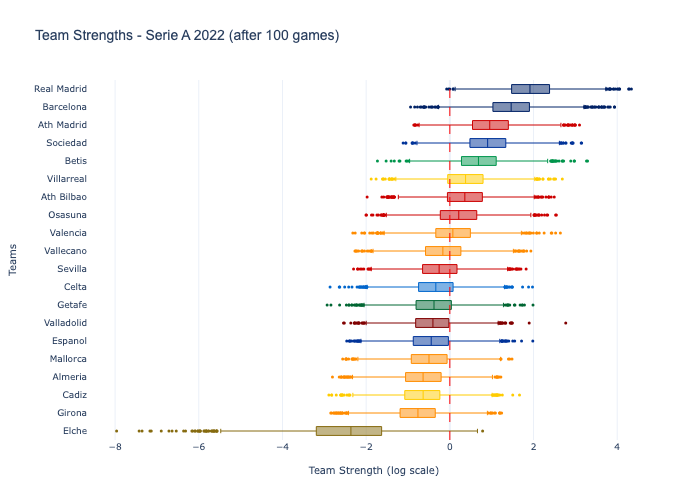 Team Strengths - Serie A 2022 (after 100 games)
Real Madrid
Barcelona
Ath Madrid
Sociedad
Betis
Villarreal
Ath Bilbao
Osasuna
Valencia
Vallecano
Sevilla
Celta
Getafe
Valladolid
Espanol
Mallorca
Almeria
Cadiz
Girona
Elche
Teams
−8 −6 −4 −2 0 2 4
Team Strength (log scale)